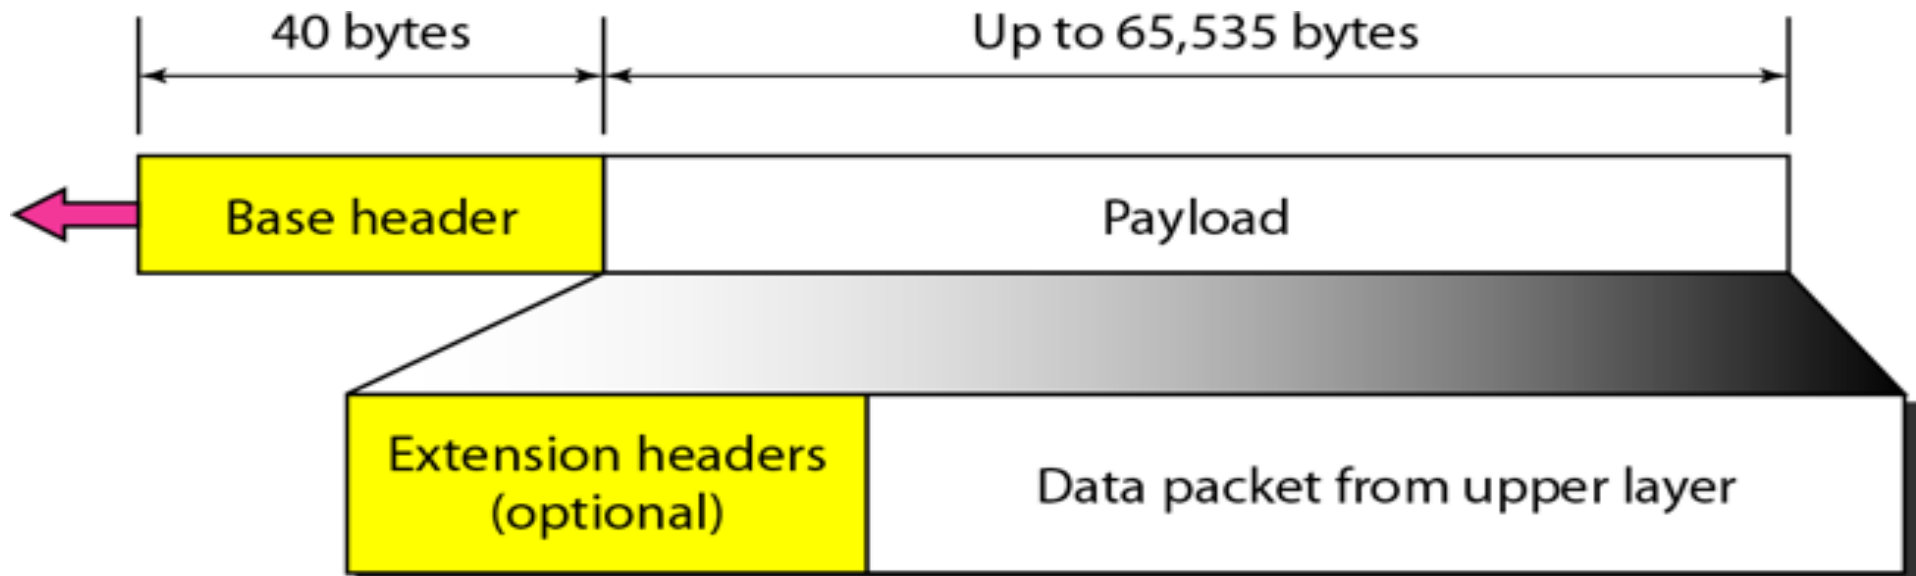 40 bytes
Up to 65,535 bytes
Base header
Payload
Extension headers
(optional)
Data packet from upper layer